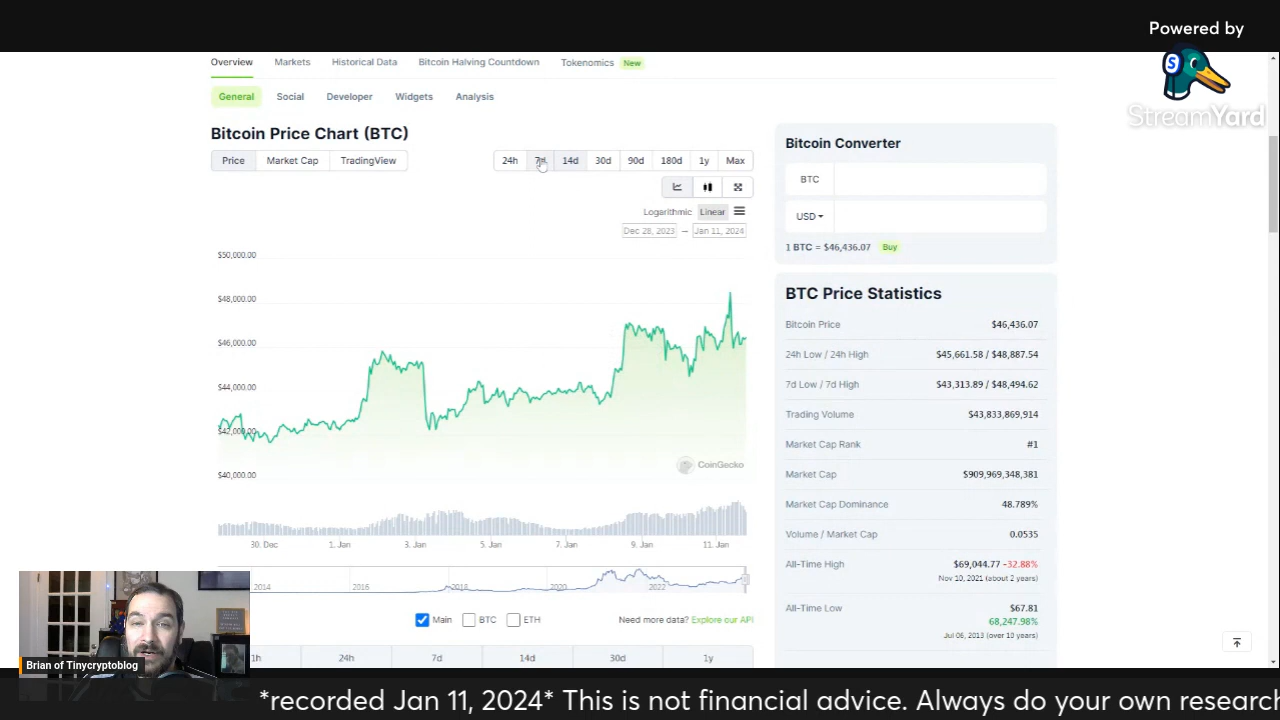 Powered by
StreamYard
Overview Markets Historical Data Bitcoin Halving Countdown Tokenomics New
General Social Developer Widgets Analysis
Bitcoin Price Chart (BTC)
Price Market Cap TradingView
24h 7d 14d 30d 90d 180d 1y Max
Logarithmic Linear
Dec 28, 2023 → Jan 11, 2024
$50,000.00
$48,000.00
$46,000.00
$44,000.00
$42,000.00
$40,000.00
CoinGecko
30. Dec 1. Jan 3. Jan 5. Jan 7. Jan 9. Jan 11. Jan
2014 2016 2018 2020 2022
Main BTC ETH
Need more data? Explore our API
1h 24h 7d 14d 30d 1y
Bitcoin Converter
BTC
USD
1 BTC = $46,436.07 Buy
BTC Price Statistics
Bitcoin Price $46,436.07
24h Low / 24h High $45,661.58 / $48,887.54
7d Low / 7d High $43,313.89 / $48,494.62
Trading Volume $43,833,869,914
Market Cap Rank #1
Market Cap $909,969,348,381
Market Cap Dominance 48.789%
Volume / Market Cap 0.0535
All-Time High $69,044.77 -32.88%
Nov 10, 2021 (about 2 years)
All-Time Low $67.81
68,247.98%
Jul 06, 2013 (over 10 years)
Brian of Tinycryptoblog
*recorded Jan 11, 2024* This is not financial advice. Always do your own research